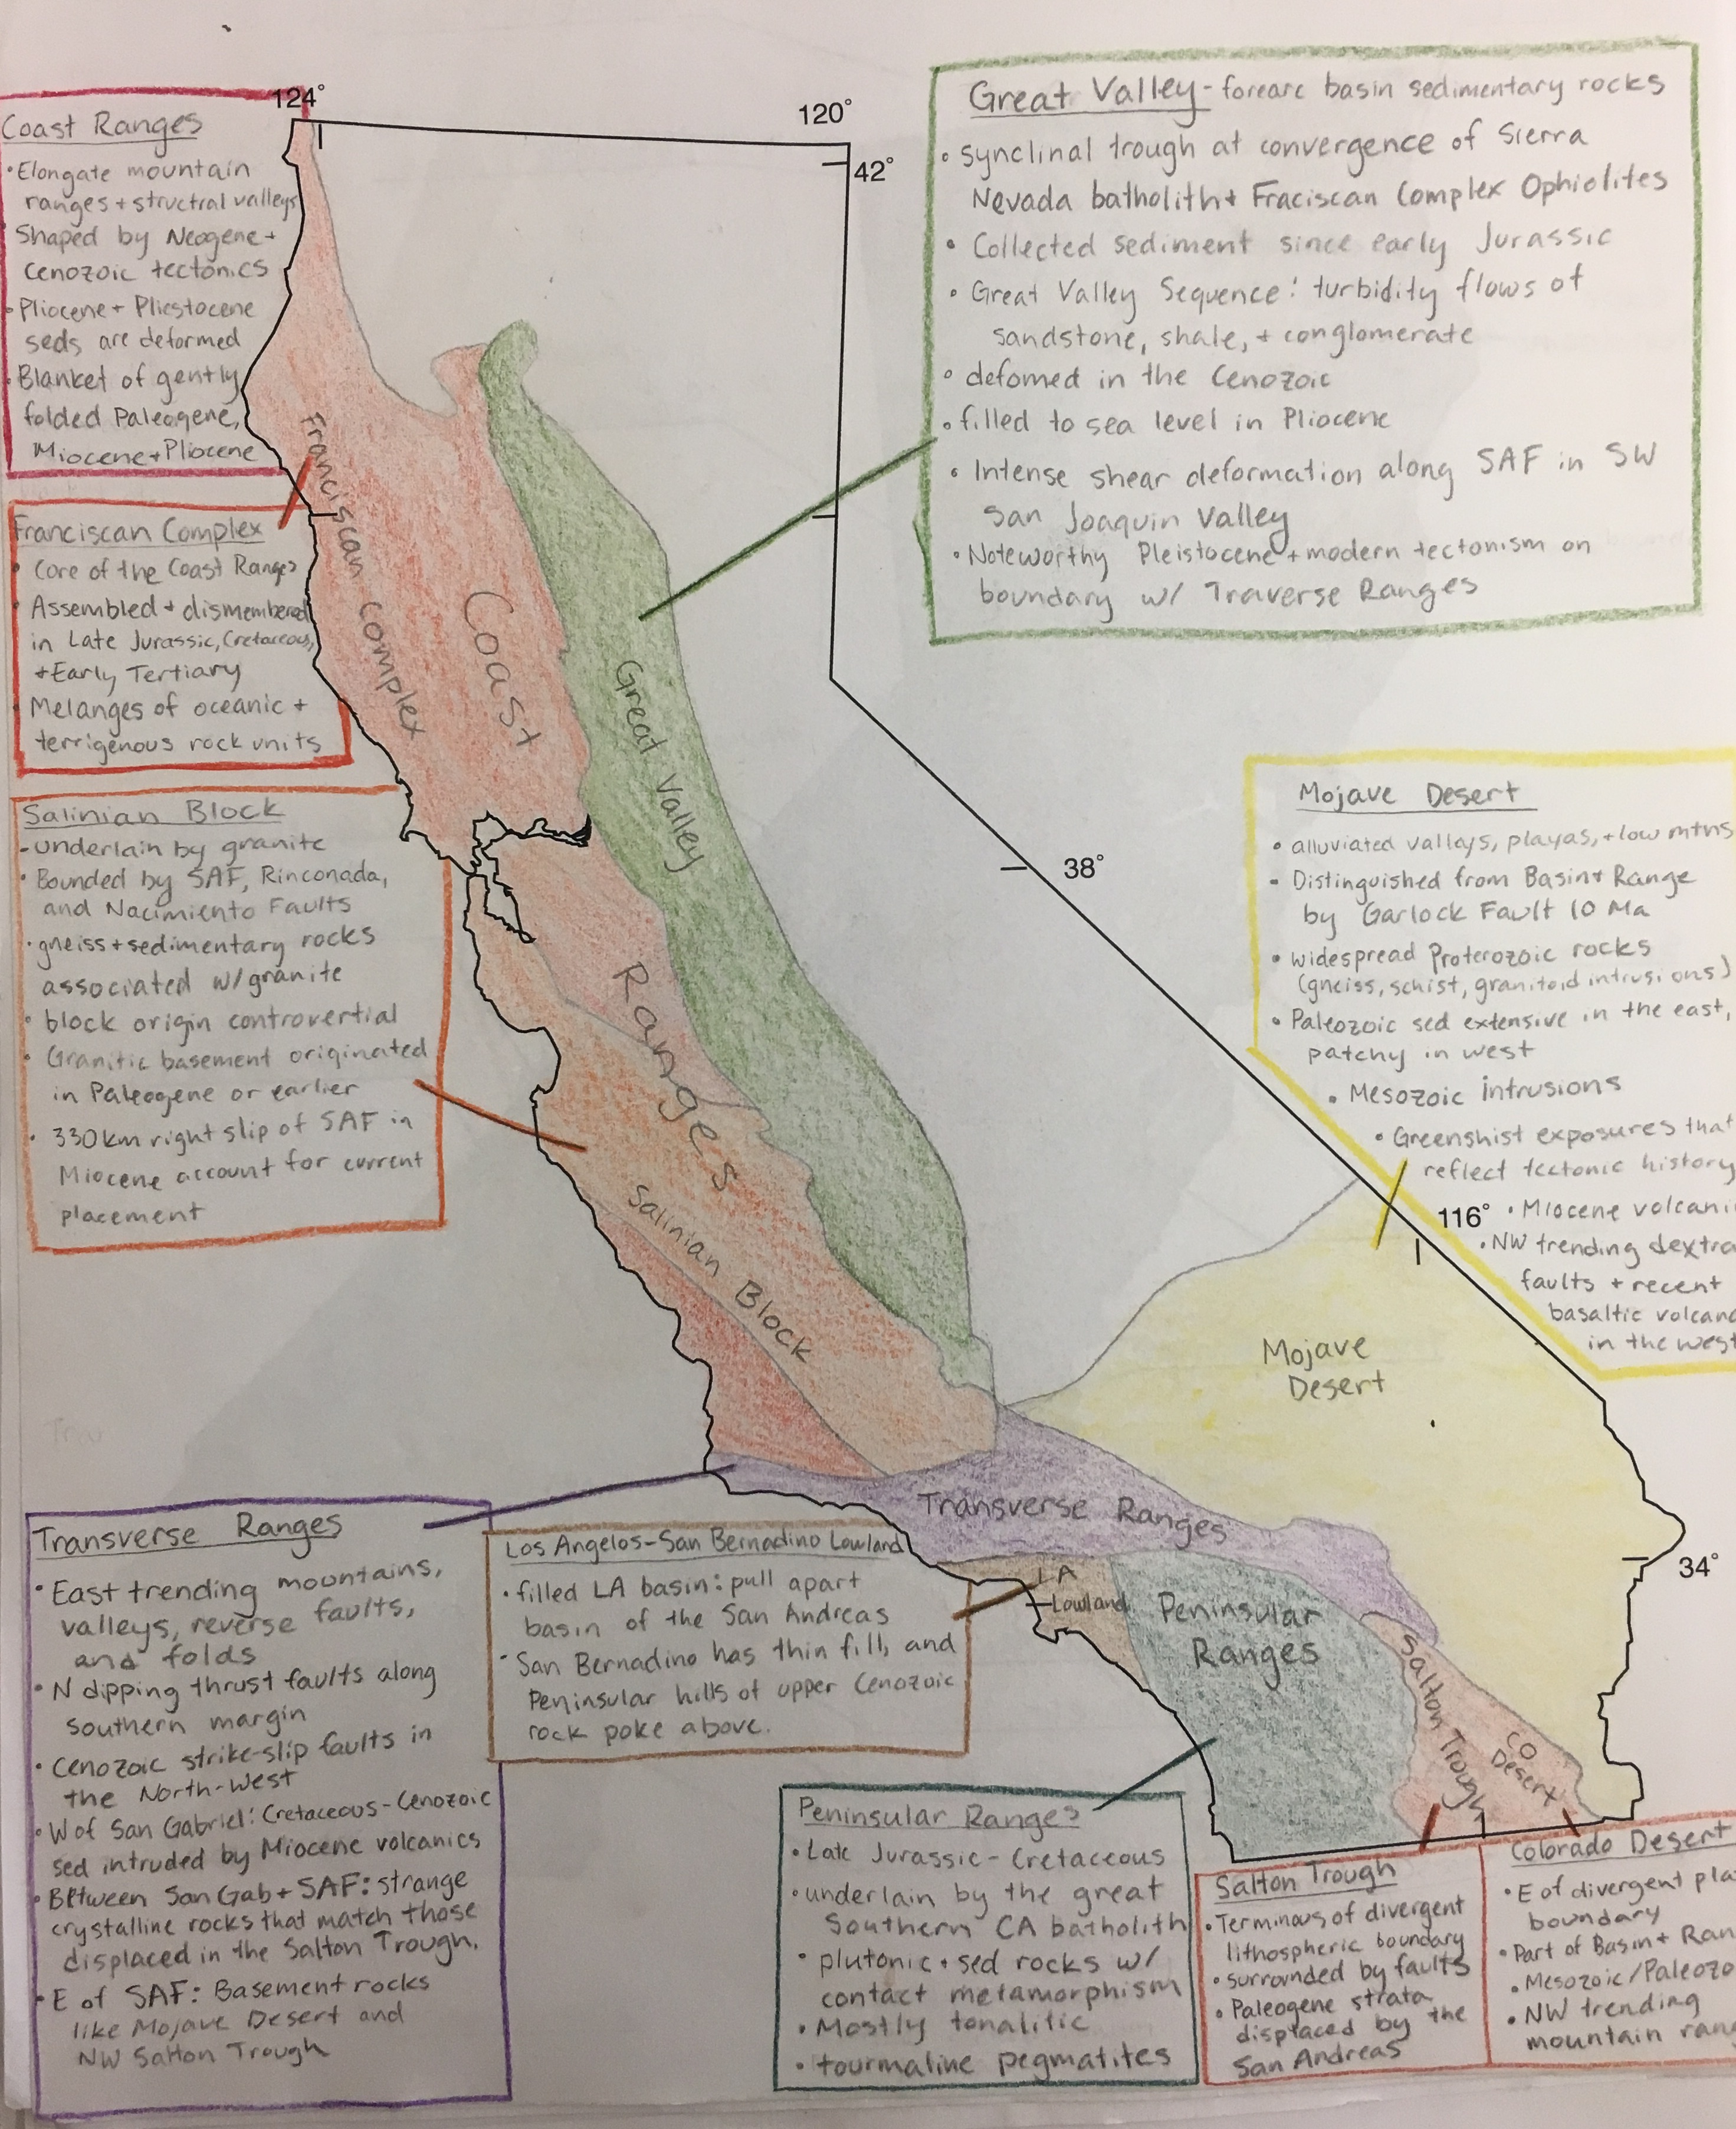 124°
120°
42°
38°
116°
34°
Coast Ranges
• Elongate mountain
ranges + structral valleys
Shaped by Neogene +
Cenozoic tectonics
• Pliocene + Pliestocene
seds are deformed
• Blanket of gently
folded Paleogene,
Miocene + Pliocene
Franciscan Complex
• Core of the Coast Ranges
• Assembled + dismembered
in Late Jurassic, Cretaceous,
+ Early Tertiary
• Melanges of oceanic +
terrigenous rock units
Salinian Block
- underlain by granite
• Bounded by SAF, Rinconada,
and Nacimiento Faults
• gneiss + sedimentary rocks
associated w/ granite
• block origin controvertial
• Granitic basement originated
in Paleogene or earlier
• 330 km right slip of SAF in
Miocene account for current
placement
Great Valley - forearc basin sedimentary rocks
• synclinal trough at convergence of Sierra
Nevada batholith + Fraciscan Complex Ophiolites
• Collected sediment since early Jurassic
• Great Valley Sequence: turbidity flows of
sandstone, shale, + conglomerate
• defomed in the Cenozoic
• filled to sea level in Pliocene
• Intense shear deformation along SAF in SW
San Joaquin Valley
• Noteworthy Pleistocene + modern tectonism on
boundary w/ Traverse Ranges
Mojave Desert
• alluviated valleys, playas, + low mtns
- Distinguished from Basin + Range
by Garlock Fault 10 Ma
• widespread Proterozoic rocks
(gneiss, schist, granitoid intrusions)
• Paleozoic sed extensive in the east,
patchy in west
• Mesozoic intrusions
• Greenshist exposures that
reflect tectonic history
• Miocene volcani
• NW trending dextra
faults + recent
basaltic volcano
in the west
Franciscan Complex
Coast
Ranges
Great Valley
Salinian Block
Mojave
Desert
Transverse Ranges
LA
Lowland
Peninsular
Ranges
Salton Trough
CO
Desert
Transverse Ranges
• East trending mountains,
valleys, reverse faults,
and folds
• N dipping thrust faults along
southern margin
• Cenozoic strike-slip faults in
the North-West
• W of San Gabriel: Cretaceous-Cenozoic
sed intruded by Miocene volcanics
• Between San Gab + SAF: strange
crystalline rocks that match those
displaced in the Salton Trough.
• E of SAF: Basement rocks
like Mojave Desert and
NW Salton Trough
Los Angelos-San Bernadino Lowland
• filled LA basin: pull apart
basin of the San Andreas
• San Bernadino has thin fill, and
Peninsular hills of upper Cenozoic
rock poke above.
Peninsular Ranges
• Late Jurassic - Cretaceous
• underlain by the great
Southern CA batholith
• plutonic + sed rocks w/
contact metamorphism
• Mostly tonalitic
• tourmaline pegmatites
Salton Trough
• Terminous of divergent
lithospheric boundary
• surrounded by faults
• Paleogene strata
displaced by the
San Andreas
Colorado Desert
• E of divergent pla
boundary
• Part of Basin + Ran
• Mesozoic/Paleozo
• NW trending
mountain rang